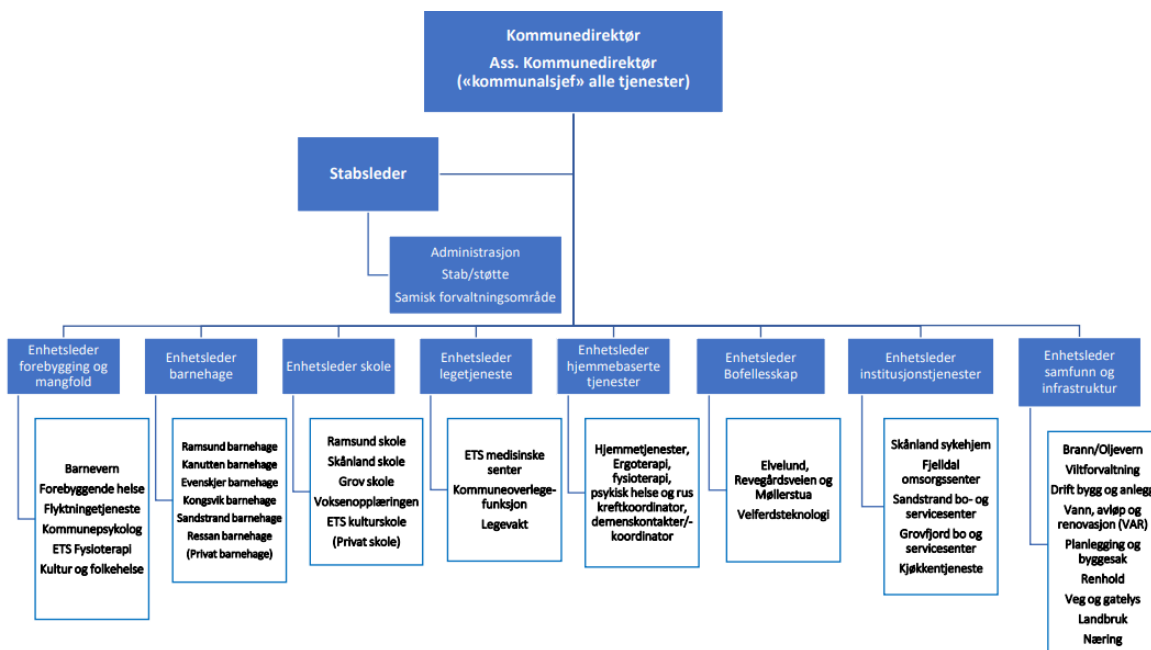 Kommunedirektør
Ass. Kommunedirektør
(«kommunalsjef» alle tjenester)
Stabsleder
Administrasjon
Stab/støtte
Samisk forvaltningsområde
Enhetsleder
forebygging og
mangfold
Enhetsleder
barnehage
Enhetsleder skole
Enhetsleder
legetjeneste
Enhetsleder
hjemmebaserte
tjenester
Enhetsleder
Bofellesskap
Enhetsleder
institusjonstjenester
Enhetsleder
samfunn og
infrastruktur
Barnevern
Forebyggende helse
Flyktningetjeneste
Kommunepsykolog
ETS Fysioterapi
Kultur og folkehelse
Ramsund barnehage
Kanutten barnehage
Evenskjer barnehage
Kongsvik barnehage
Sandstrand barnehage
Ressan barnehage
(Privat barnehage)
Ramsund skole
Skånland skole
Grov skole
Voksenopplæringen
ETS kulturskole
(Privat skole)
ETS medisinske
senter
Kommuneoverlege-
funksjon
Legevakt
Hjemmetjenester,
Ergoterapi,
fysioterapi,
psykisk helse og rus
kreftkoordinator,
demenskontakter/-
koordinator
Elvelund,
Revegårdsveien og
Møllerstua
Velferdsteknologi
Skånland sykehjem
Fjelldal
omsorgssenter
Sandstrand bo- og
servicesenter
Grovfjord bo og
servicesenter
Kjøkkentjeneste
Brann/Oljevern
Viltforvaltning
Drift bygg og anlegg
Vann, avløp og
renovasjon (VAR)
Planlegging og
byggesak
Renhold
Veg og gatelys
Landbruk
Næring